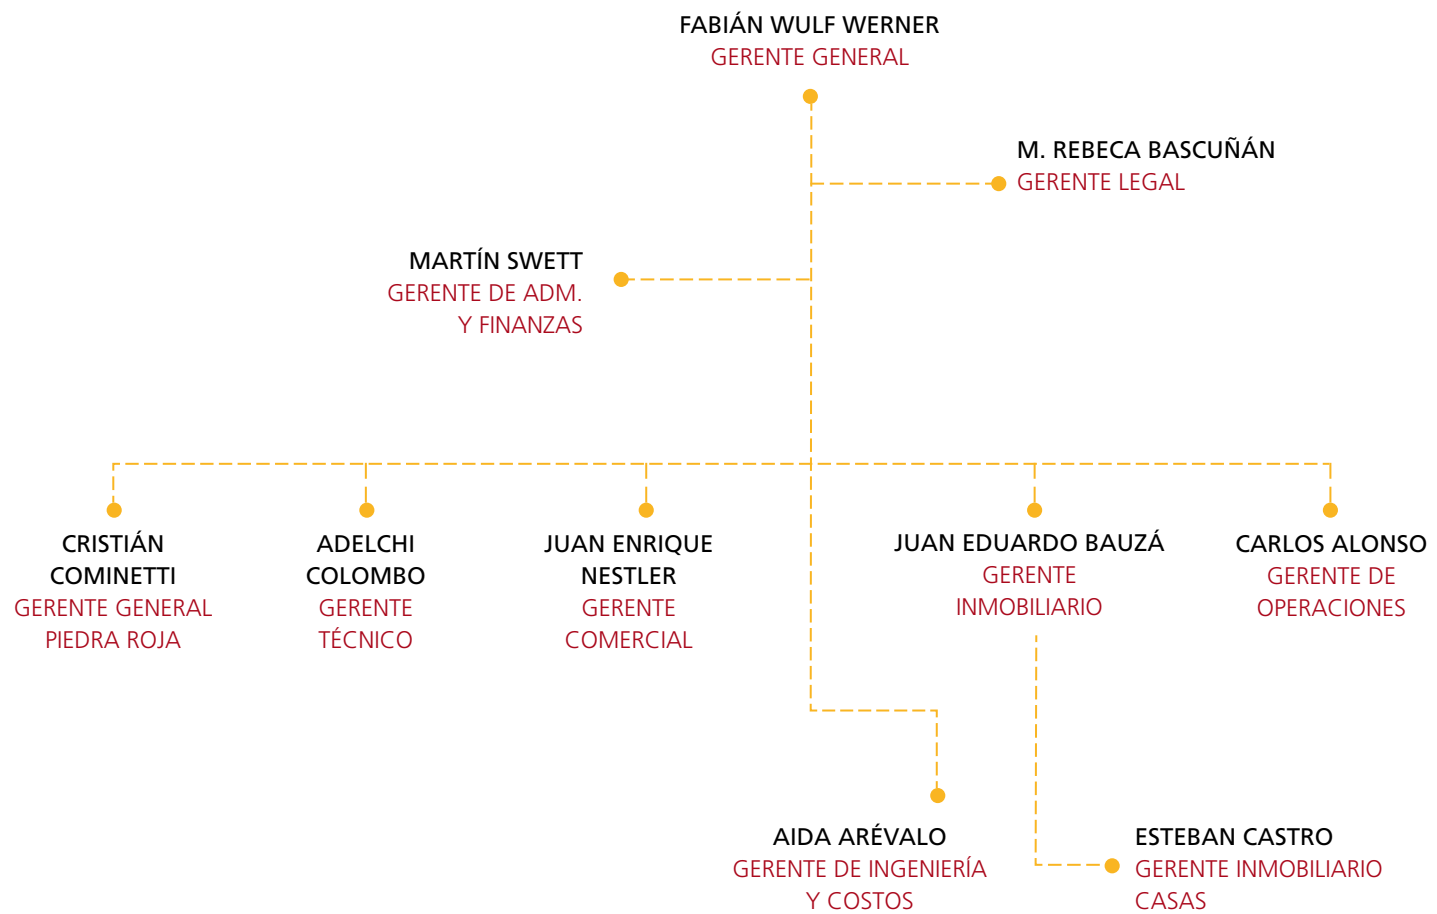 FABIÁN WULF WERNER
GERENTE GENERAL
M. REBECA BASCUÑÁN
GERENTE LEGAL
MARTÍN SWETT
GERENTE DE ADM.
Y FINANZAS
CRISTIÁN
COMINETTI
GERENTE GENERAL
PIEDRA ROJA
ADELCHI
COLOMBO
GERENTE
TÉCNICO
JUAN ENRIQUE
NESTLER
GERENTE
COMERCIAL
JUAN EDUARDO BAUZÁ
GERENTE
INMOBILIARIO
CARLOS ALONSO
GERENTE DE
OPERACIONES
AIDA ARÉVALO
GERENTE DE INGENIERÍA
Y COSTOS
ESTEBAN CASTRO
GERENTE INMOBILIARIO
CASAS